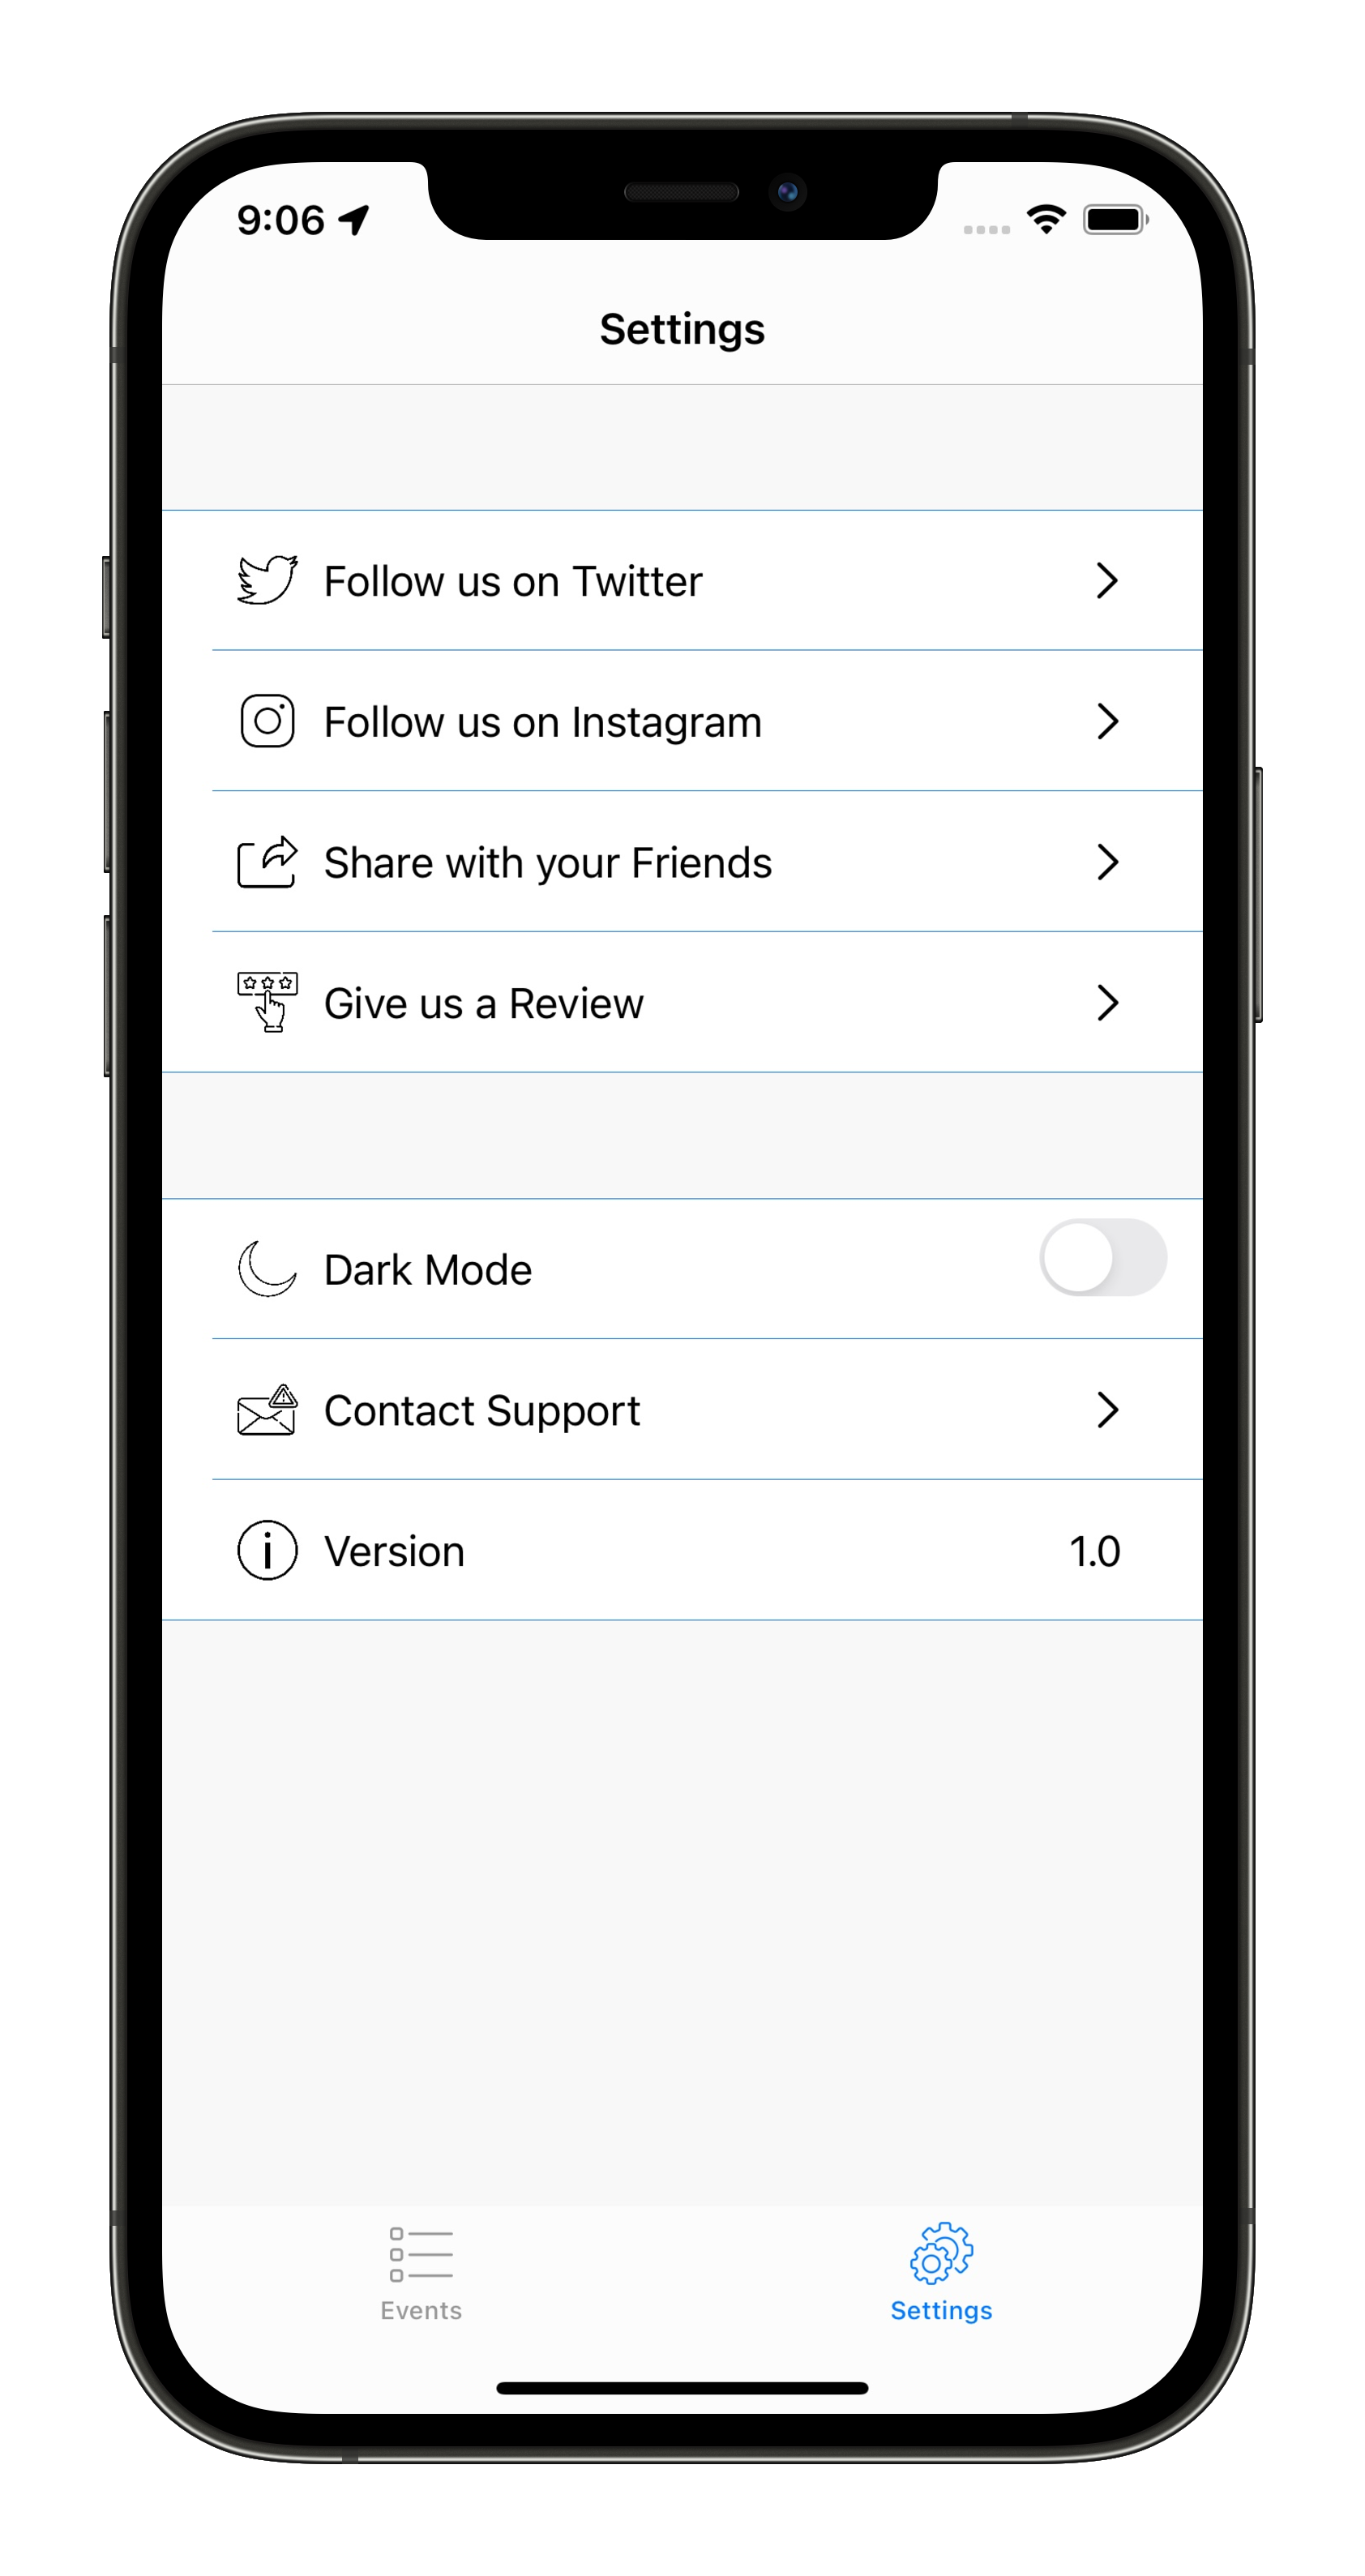 9:06
Settings
Follow us on Twitter
Follow us on Instagram
Share with your Friends
Give us a Review
Dark Mode
Contact Support
Version 1.0
Events Settings